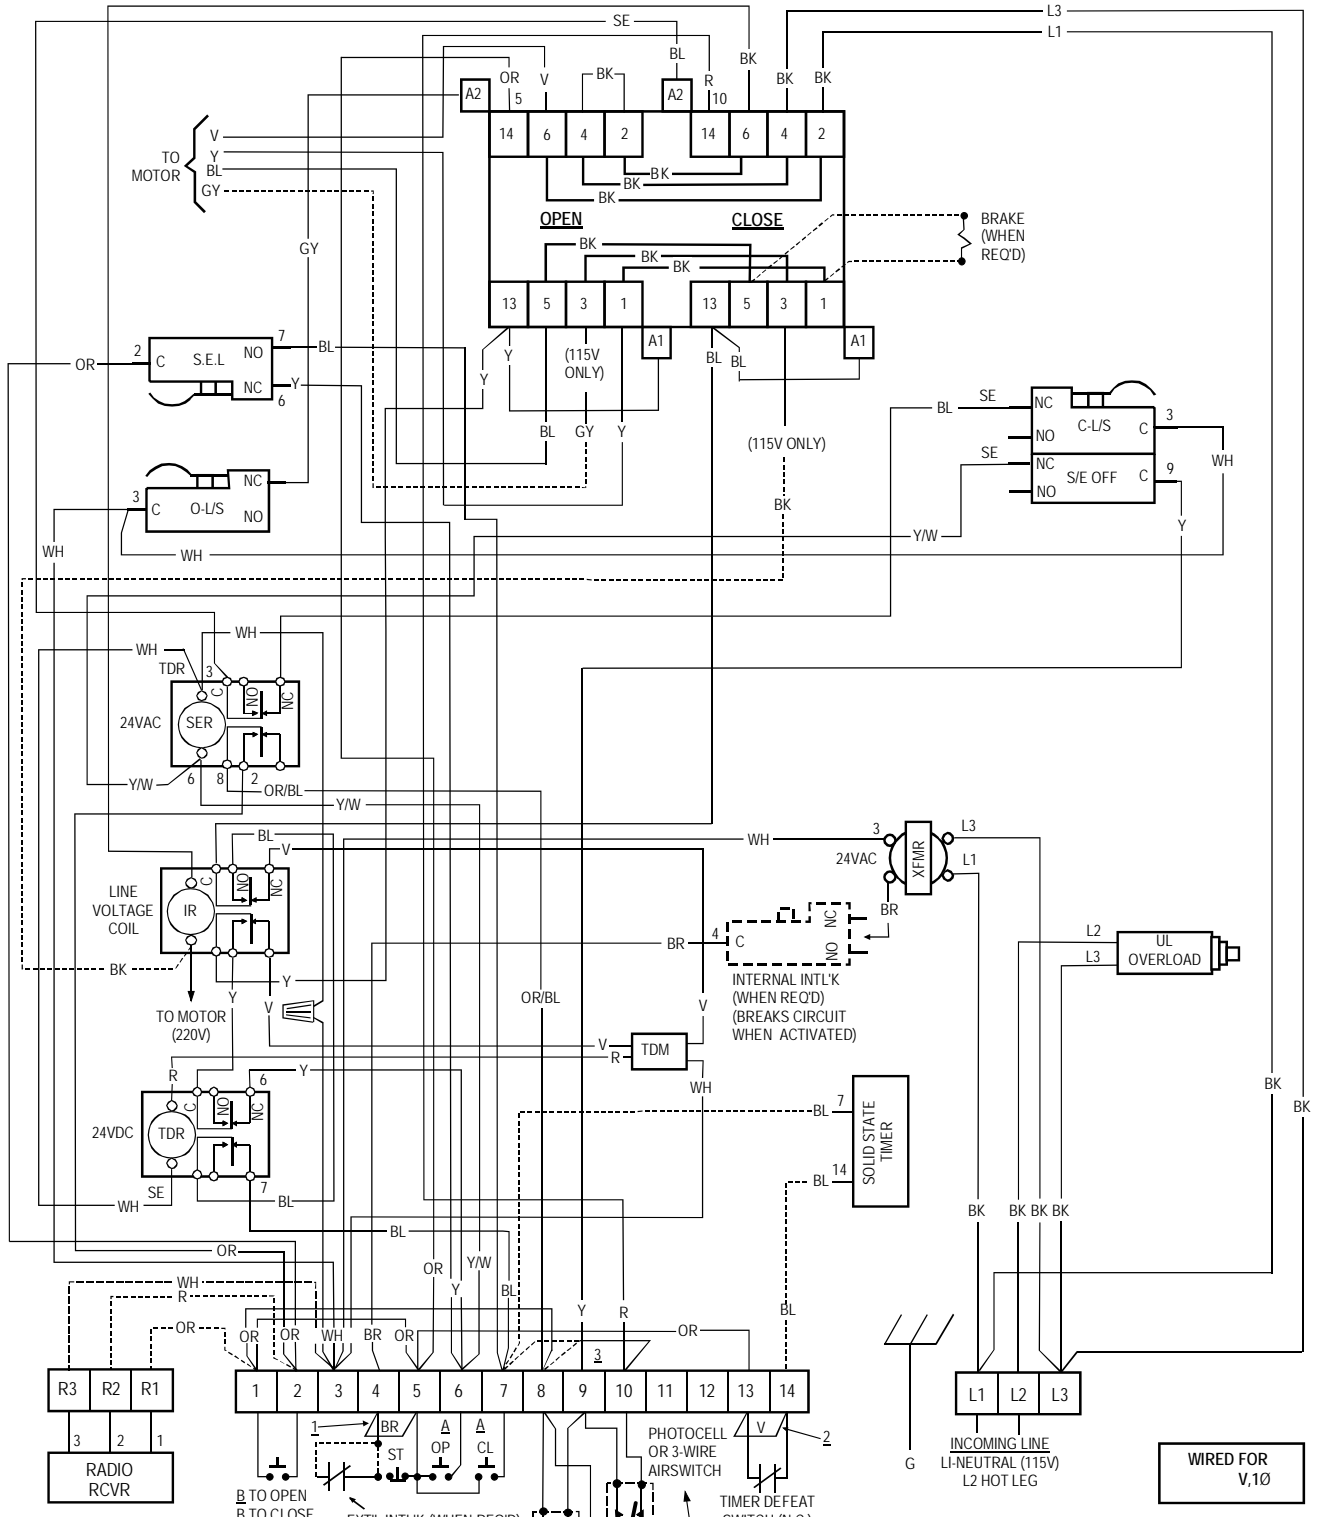 SE
L3
L1
BL
BK
OR
V
R
BK
BK
BK
A2
5
A2
10
14
6
4
2
14
6
4
2
V
Y
TO
MOTOR
BL
GY
BK
BK
BK
OPEN
CLOSE
BRAKE
(WHEN
REQ'D)
GY
BK
BK
BK
13
5
3
1
13
5
3
1
A1
A1
2
C
S.E.L
NO
7
BL
OR
NC
Y
6
Y
Y
(115V
ONLY)
BL
BL
BL
GY
Y
(115V ONLY)
BL
SE
NC
C-L/S
3
NO
C
SE
NC
S/E OFF
C
9
NO
WH
3
C
O-L/S
NC
NO
BK
Y
Y/W
WH
WH
WH
WH
TDR
3
C
NO
NC
24VAC
SER
6
8
2
Y/W
OR/BL
Y/W
BL
V
WH
3
L3
24VAC
XFMR
L1
LINE
VOLTAGE
COIL
C
NO
NC
IR
BR
BR
4
C
NC
NO
L2
UL
OVERLOAD
L3
BK
Y
Y
V
INTERNAL INTL'K
(WHEN REQ'D)
(BREAKS CIRCUIT
WHEN ACTIVATED)
OR/BL
V
TO MOTOR
(220V)
V
R
TDM
WH
R
6
Y
C
NO
NC
24VDC
TDR
SE
7
BL
WH
7
BL
SOLID STATE
TIMER
14
BL
BK
BK
BL
OR
OR
Y/W
Y
BL
BK
BK BK BK
WH
R
OR
OR
OR
WH
BR
OR
Y
R
BL
OR
3
R3
R2
R1
1
2
3
4
5
6
7
8
9
10
11
12
13
14
L1
L2
L3
3
2
1
RADIO
RCVR
1
BR
A
A
ST
OP
CL
PHOTOCELL
OR 3-WIRE
AIRSWITCH
V
2
G
INCOMING LINE
LI-NEUTRAL (115V)
L2 HOT LEG
WIRED FOR
V,1Ø
B TO OPEN
B TO CLOSE
EXT'L INTL'K (WHEN REQ'D)
TIMER DEFEAT
SWITCH (N.C.)